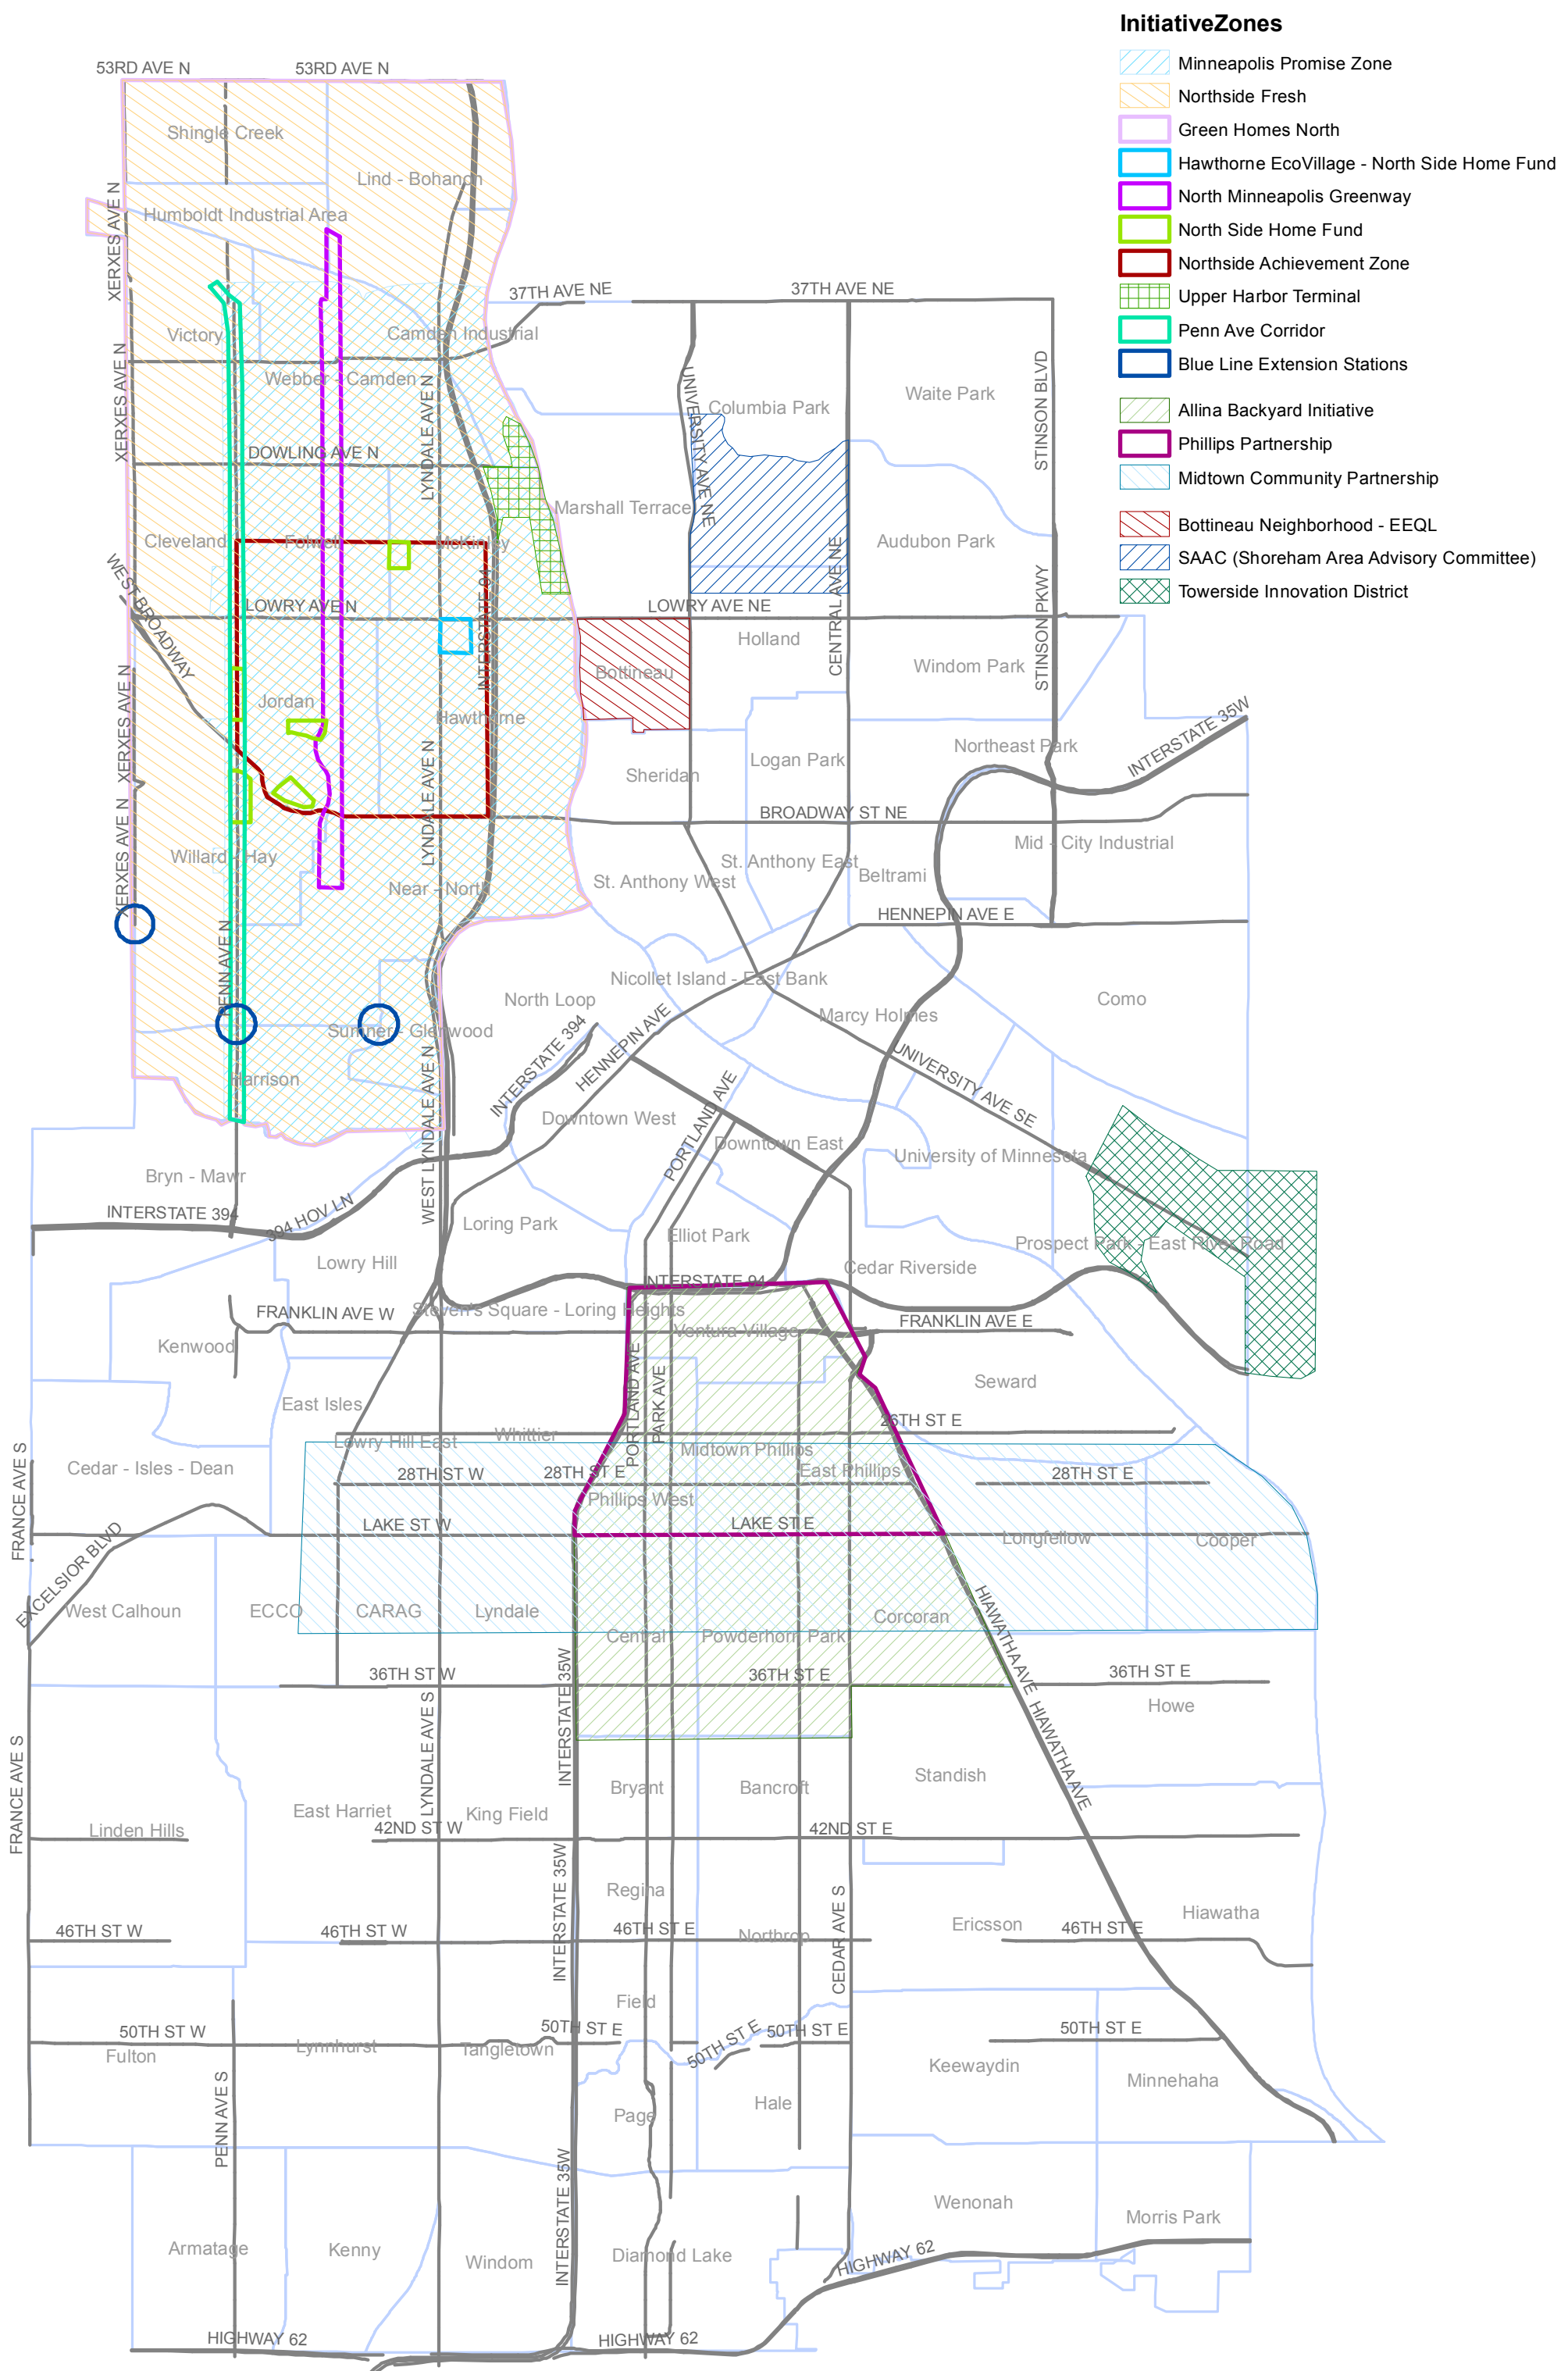 InitiativeZones
Minneapolis Promise Zone
Northside Fresh
Green Homes North
Hawthorne EcoVillage - North Side Home Fund
North Minneapolis Greenway
North Side Home Fund
Northside Achievement Zone
Upper Harbor Terminal
Penn Ave Corridor
Blue Line Extension Stations
Allina Backyard Initiative
Phillips Partnership
Midtown Community Partnership
Bottineau Neighborhood - EEQL
SAAC (Shoreham Area Advisory Committee)
Towerside Innovation District
53RD AVE N
53RD AVE N
Shingle Creek
Lind - Bohanon
Humboldt Industrial Area
XERXES AVE N
37TH AVE NE
37TH AVE NE
Victory
Camden Industrial
Webber - Camden
XERXES AVE N
LYNDALE AVE N
UNIVERSITY AVE NE
Columbia Park
Waite Park
STINSON BLVD
DOWLING AVE N
Marshall Terrace
Cleveland
Folwell
McKinley
Audubon Park
CENTRAL AVE NE
WEST BROADWAY
INTERSTATE 94
LOWRY AVE N
LOWRY AVE NE
STINSON PKWY
Holland
Bottineau
Windom Park
XERXES AVE N
Jordan
Hawthorne
INTERSTATE 35W
Northeast Park
Logan Park
Sheridan
LYNDALE AVE N
BROADWAY ST NE
XERXES AVE N
Willard - Hay
Mid - City Industrial
St. Anthony East
St. Anthony West
Beltrami
Near - North
HENNEPIN AVE E
PENN AVE N
Nicollet Island - East Bank
North Loop
Como
Marcy Holmes
Sumner - Glenwood
INTERSTATE 394
HENNEPIN AVE
UNIVERSITY AVE SE
Harrison
WEST LYNDALE AVE N
Downtown West
PORTLAND AVE
Downtown East
University of Minnesota
Bryn - Mawr
INTERSTATE 394
394 HOV LN
Loring Park
Elliot Park
Prospect Park - East River Road
Lowry Hill
Cedar Riverside
INTERSTATE 94
Steven's Square - Loring Heights
FRANKLIN AVE W
FRANKLIN AVE E
Ventura Village
Kenwood
PORTLAND AVE
PARK AVE
Seward
East Isles
26TH ST E
Whittier
Lowry Hill East
Midtown Phillips
Cedar - Isles - Dean
FRANCE AVE S
28TH ST W
28TH ST E
East Phillips
28TH ST E
Phillips West
LAKE ST W
LAKE ST E
Longfellow
Cooper
EXCELSIOR BLVD
West Calhoun
ECCO
CARAG
Lyndale
Corcoran
Central
Powderhorn Park
HIAWATHA AVE
INTERSTATE 35W
36TH ST W
36TH ST E
36TH ST E
Howe
LYNDALE AVE S
HIAWATHA AVE
FRANCE AVE S
Bryant
Bancroft
Standish
East Harriet
King Field
Linden Hills
42ND ST W
42ND ST E
INTERSTATE 35W
Regina
CEDAR AVE S
Hiawatha
Ericsson
46TH ST W
46TH ST W
46TH ST E
Northrop
46TH ST E
Field
50TH ST W
50TH ST E
50TH ST E
50TH ST E
50TH ST E
Fulton
Lynnhurst
Tangletown
Keewaydin
Minnehaha
PENN AVE S
Page
Hale
INTERSTATE 35W
Wenonah
Morris Park
Armatage
Kenny
Windom
Diamond Lake
HIGHWAY 62
HIGHWAY 62
HIGHWAY 62